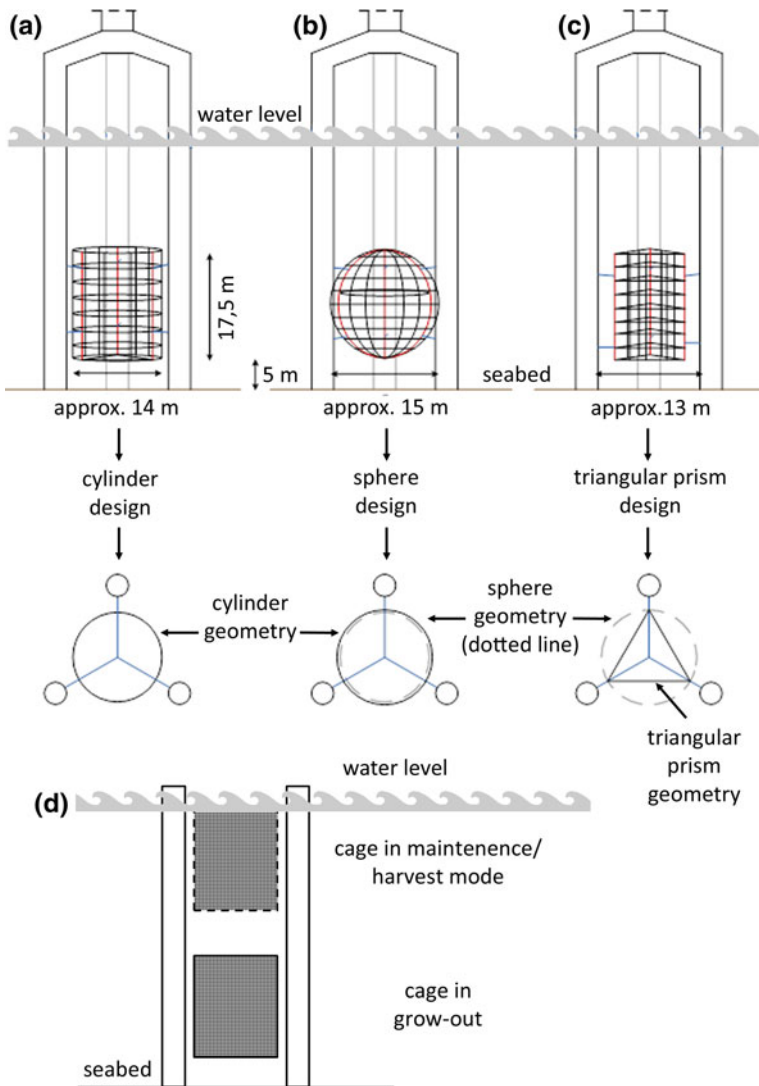 (a)
(b)
(c)
water level
17,5 m
5 m
seabed
approx. 14 m
approx. 15 m
approx.13 m
cylinder
design
sphere
design
triangular prism
design
cylinder
geometry
sphere
geometry
(dotted line)
triangular
prism
geometry
water level
(d)
cage in maintenence/
harvest mode
cage in
grow-out
seabed